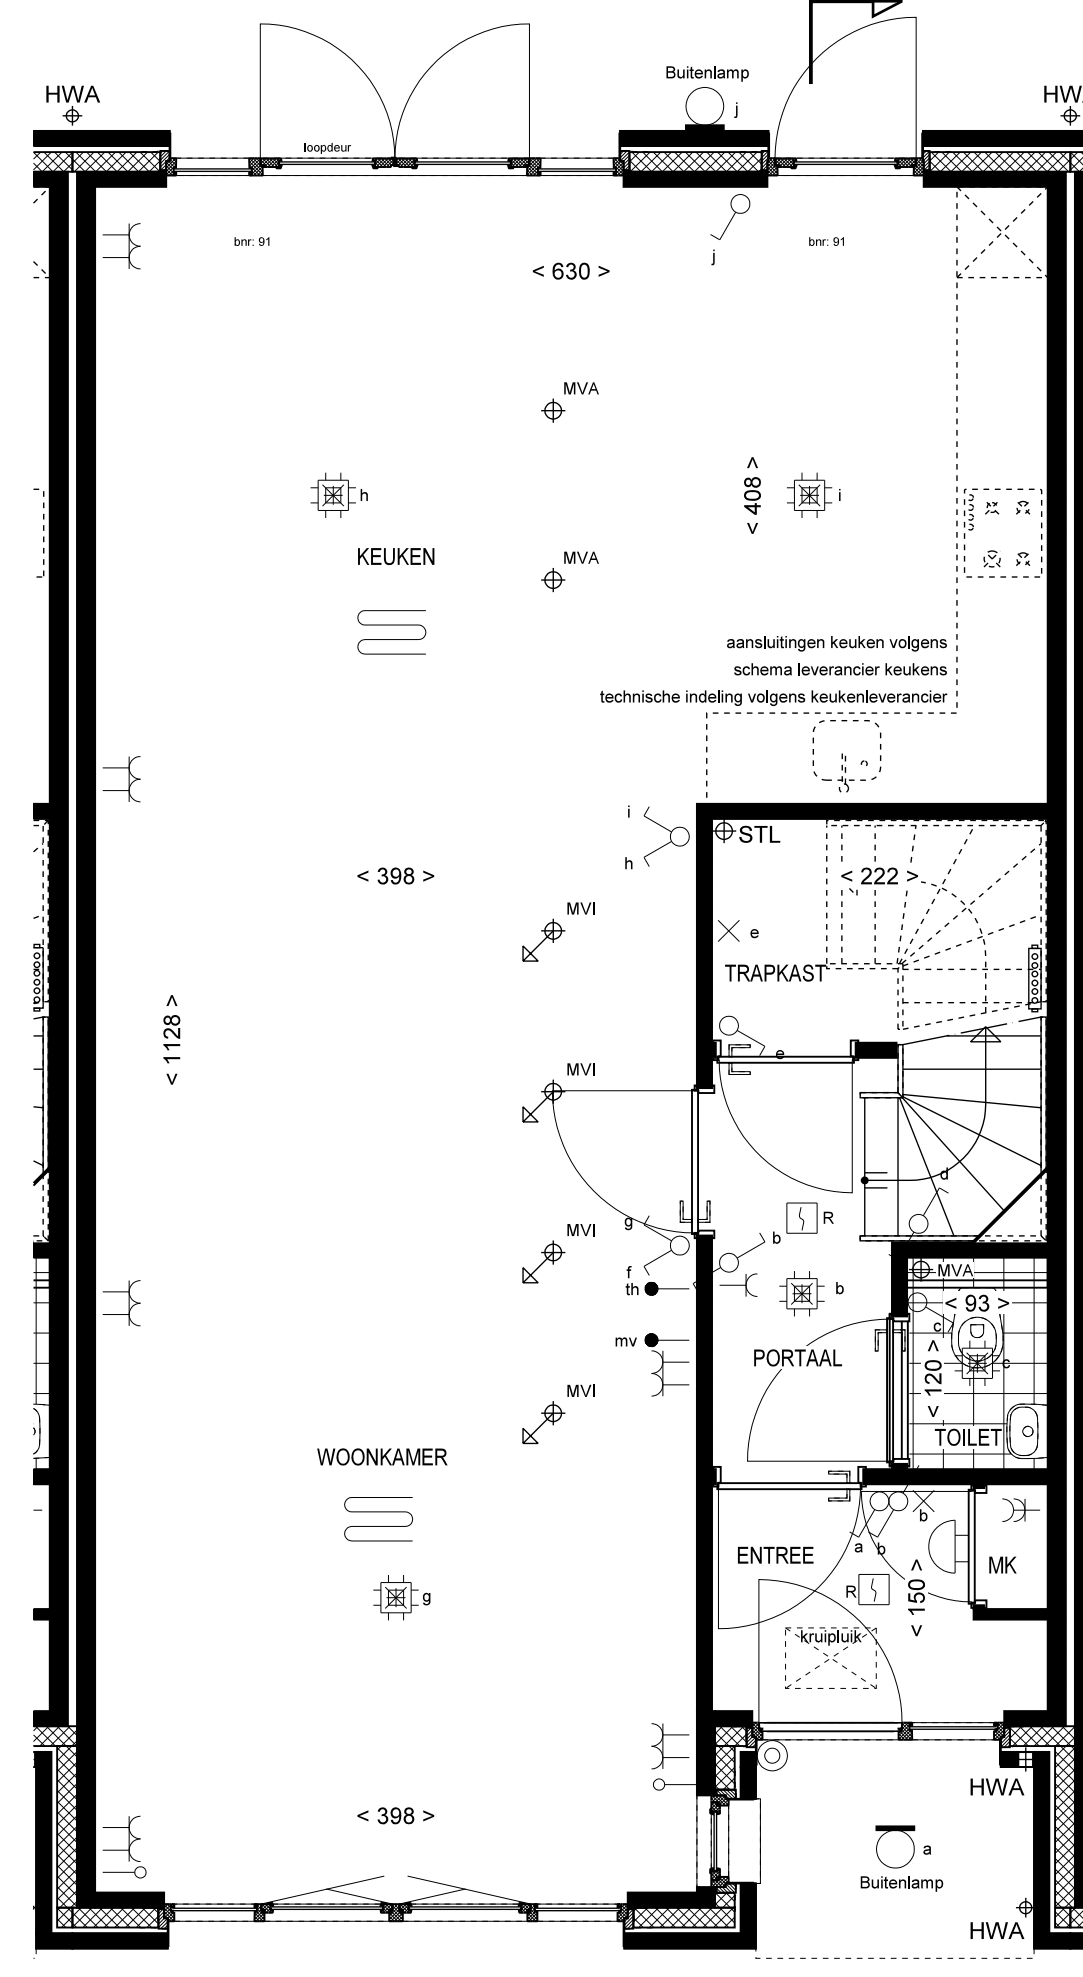 Buitenlamp
HWA
j
HWA
loopdeur
bnr: 91
j
bnr: 91
< 630 >
MVA
h
< 408 >
i
KEUKEN
MVA
aansluitingen keuken volgens
schema leverancier keukens
technische indeling volgens keukenleverancier
i
STL
h
< 398 >
< 222 >
MVI
e
TRAPKAST
< 1128 >
e
MVI
d
g
R
b
MVI
f
MVA
th
b
< 93 >
c
mv
PORTAAL
c
< 120 >
MVI
TOILET
WOONKAMER
b
a b
ENTREE
MK
g
R
< 150 >
kruipluik
HWA
< 398 >
a
Buitenlamp
HWA